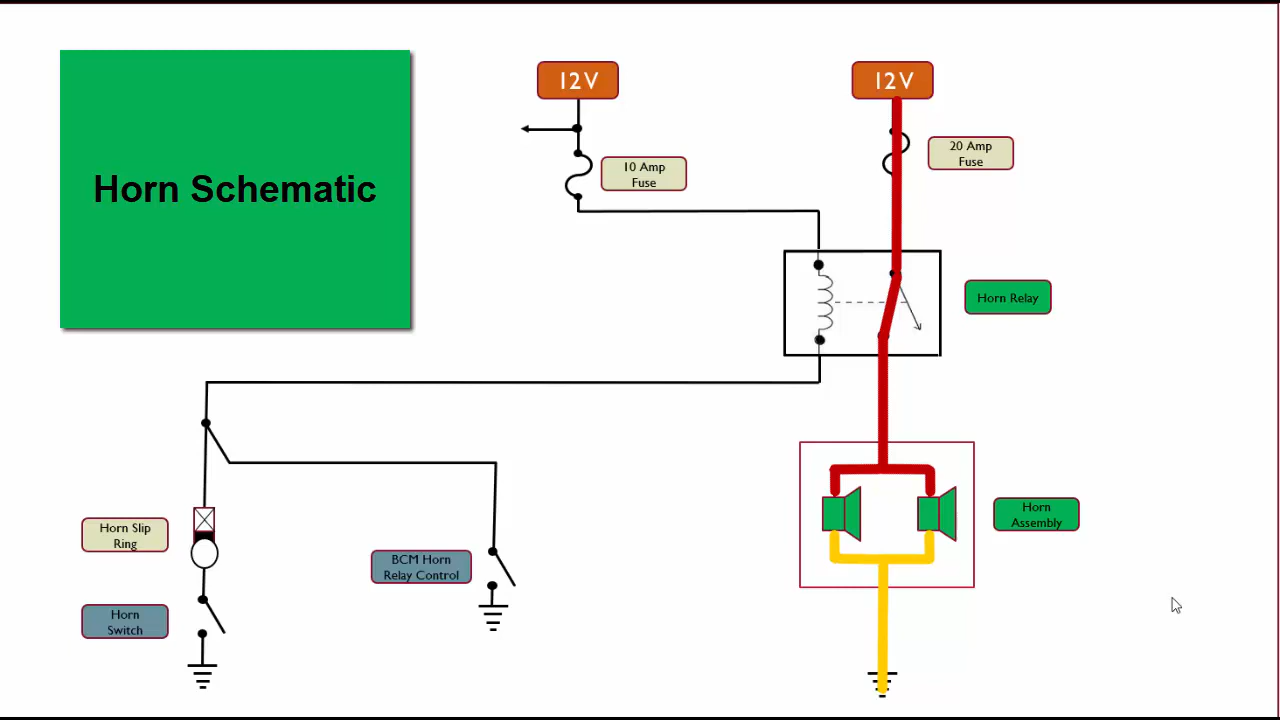 Horn Schematic
12V
12V
10 Amp
Fuse
20 Amp
Fuse
Horn Relay
Horn
Assembly
Horn Slip
Ring
BCM Horn
Relay Control
Horn
Switch